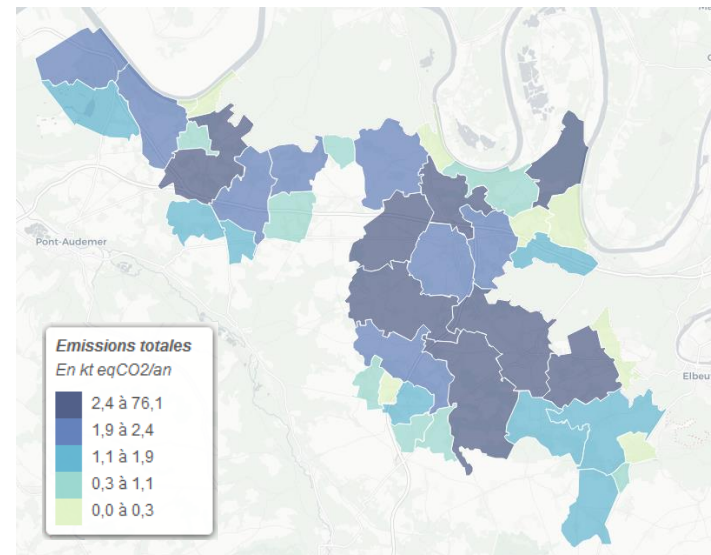 Pont-Audemer
Elbeu
Emissions totales
En kt eqCO2/an
2,4 à 76,1
1,9 à 2,4
1,1 à 1,9
0,3 à 1,1
0,0 à 0,3